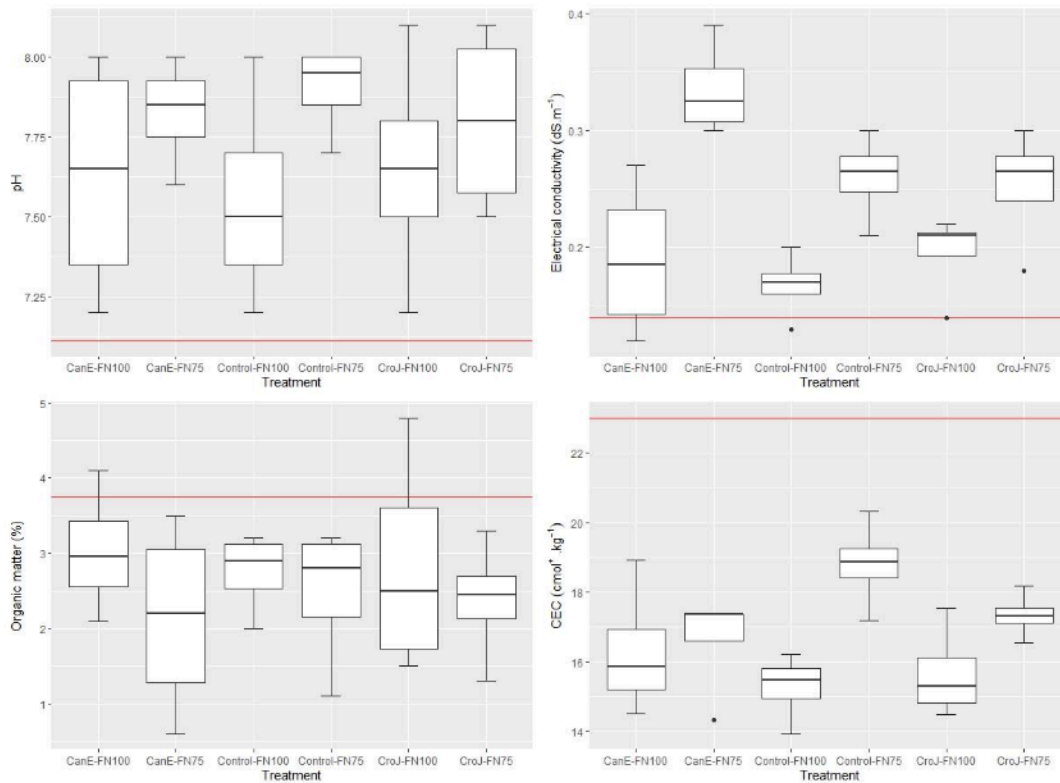 8.00
7.75
7.50
7.25
pH
CanE-FN100 CanE-FN75 Control-FN100 Control-FN75 CroJ-FN100 CroJ-FN75
Treatment
0.4
0.3
0.2
Electrical conductivity (dS.m⁻¹)
CanE-FN100 CanE-FN75 Control-FN100 Control-FN75 CroJ-FN100 CroJ-FN75
Treatment
5
4
3
2
1
Organic matter (%)
CanE-FN100 CanE-FN75 Control-FN100 Control-FN75 CroJ-FN100 CroJ-FN75
Treatment
22
20
18
16
14
CEC (cmol⁺ .kg⁻¹)
CanE-FN100 CanE-FN75 Control-FN100 Control-FN75 CroJ-FN100 CroJ-FN75
Treatment